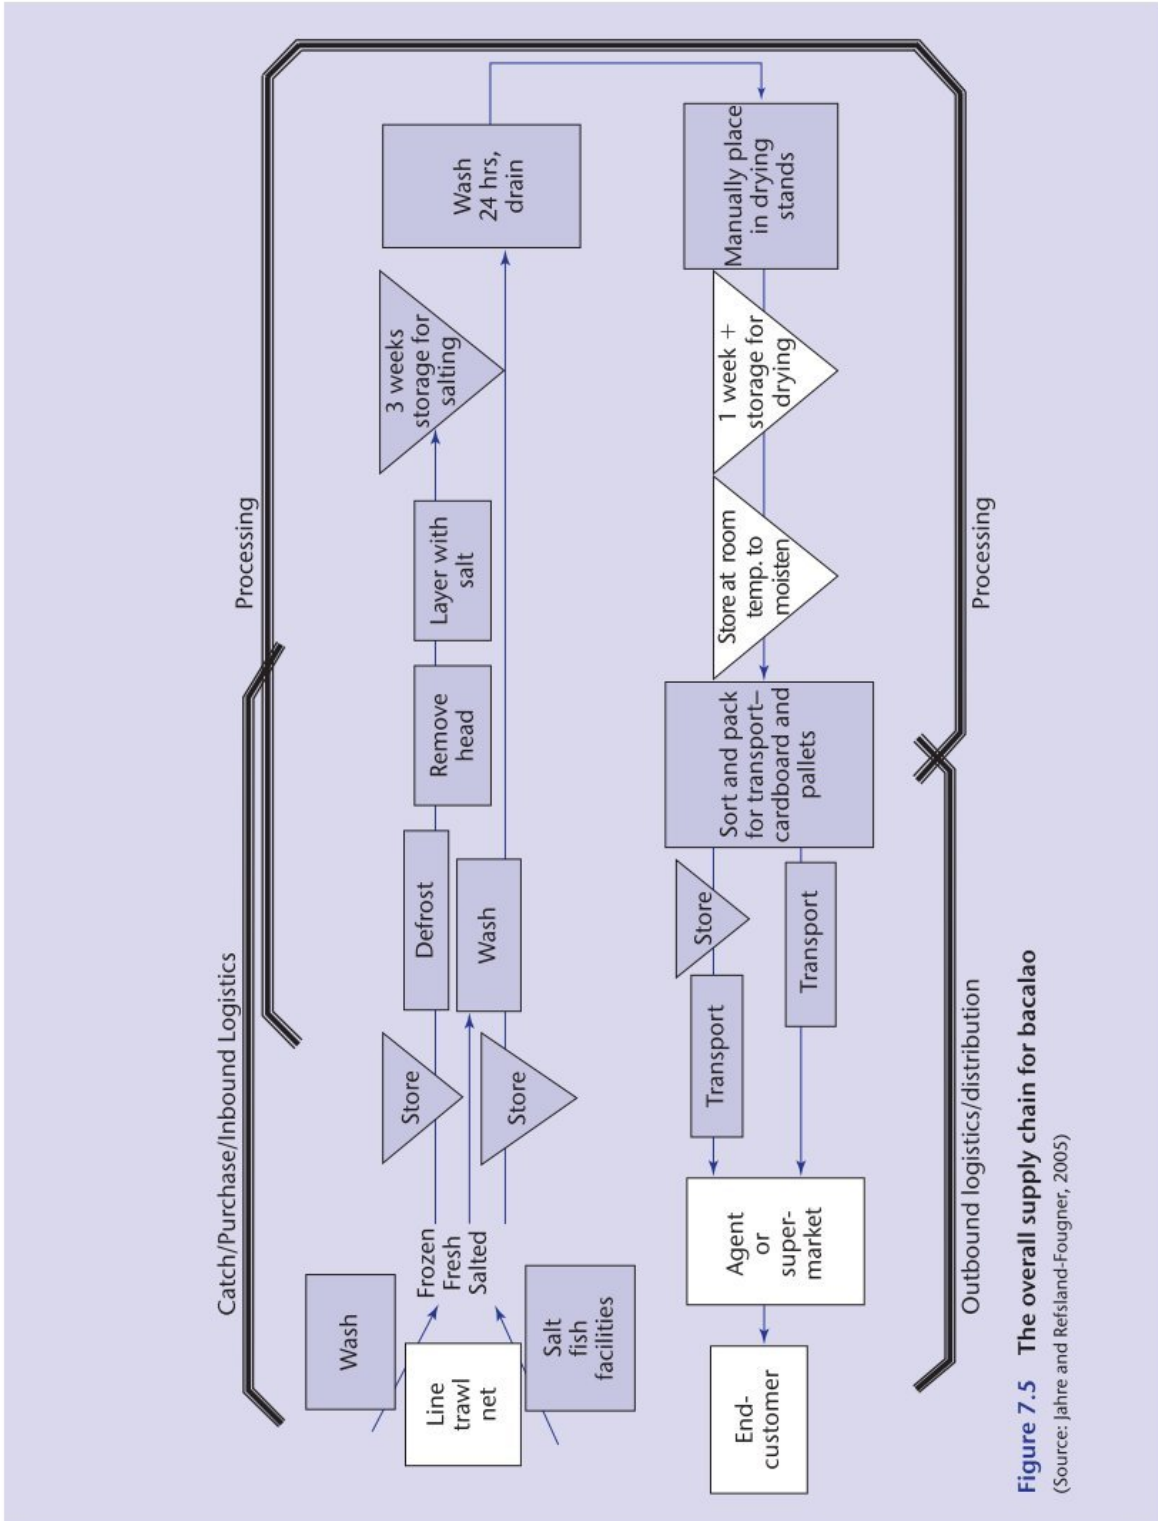 Catch/Purchase/Inbound Logistics
Processing
Wash
Line
trawl
net
Salt
fish
facilities
Frozen
Fresh
Salted
Store
Store
Defrost
Wash
Remove
head
Layer with
salt
3 weeks
storage for
salting
Wash
24 hrs,
drain
End-
customer
Agent
or
super-
market
Transport
Store
Transport
Sort and pack
for transport–
cardboard and
pallets
Store at room
temp. to
moisten
1 week +
storage for
drying
Manually place
in drying
stands
Outbound logistics/distribution
Processing
Figure 7.5 The overall supply chain for bacalao
(Source: Jahre and Refsland-Fougner, 2005)